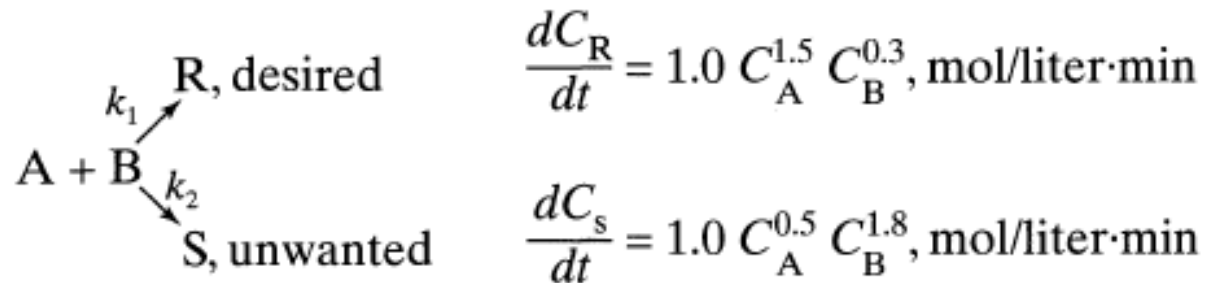 R, desired
k₁
A + B
k₂
S, unwanted
dC_R/dt = 1.0 C_A^1.5 C_B^0.3, mol/liter·min
dC_s/dt = 1.0 C_A^0.5 C_B^1.8, mol/liter·min